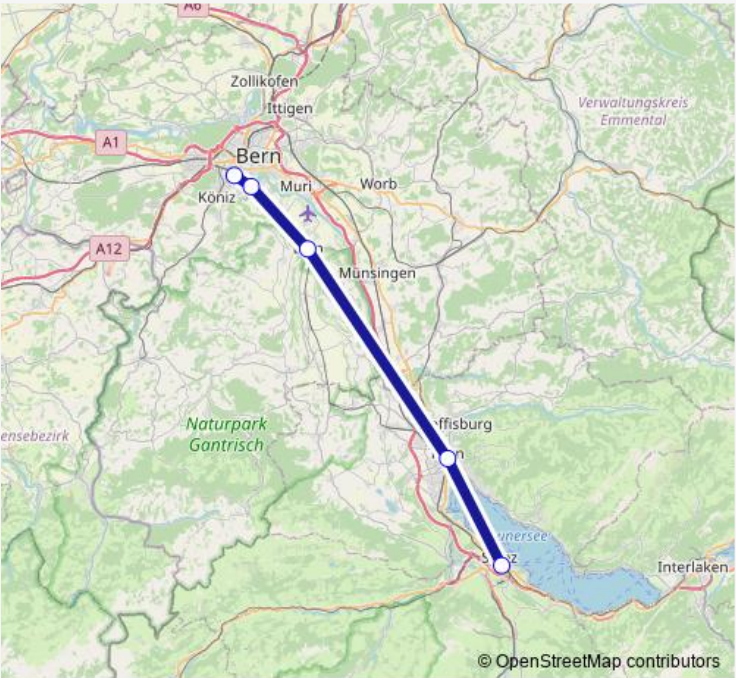 A6
Zollikofen
Ittigen
Verwaltungskreis
Emmental
A1
Bern
Muri
Worb
Köniz
A12
Münsingen
Naturpark
Gantrisch
ensebezirk
effisburg
unersee
Interlaken
© OpenStreetMap contributors